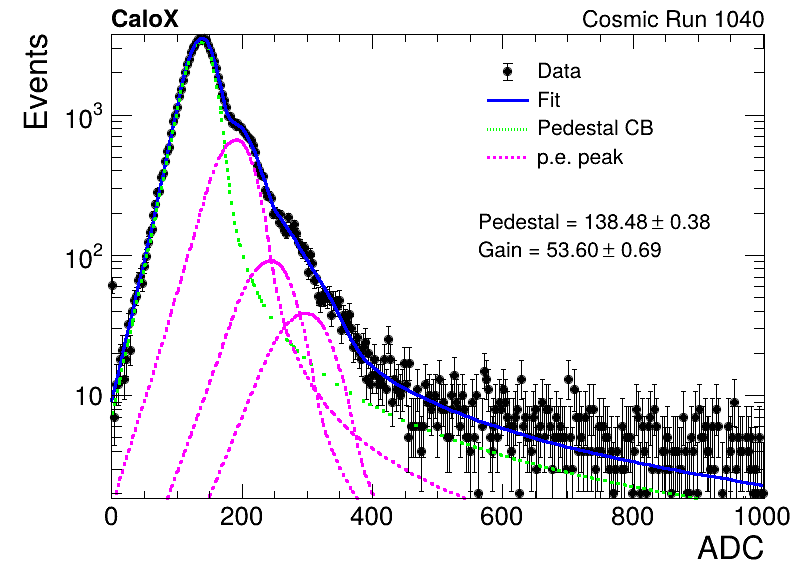 CaloX Cosmic Run 1040
Events
10³
10²
10
Data
Fit
Pedestal CB
p.e. peak
Pedestal = 138.48 ± 0.38
Gain = 53.60 ± 0.69
0 200 400 600 800 1000
ADC